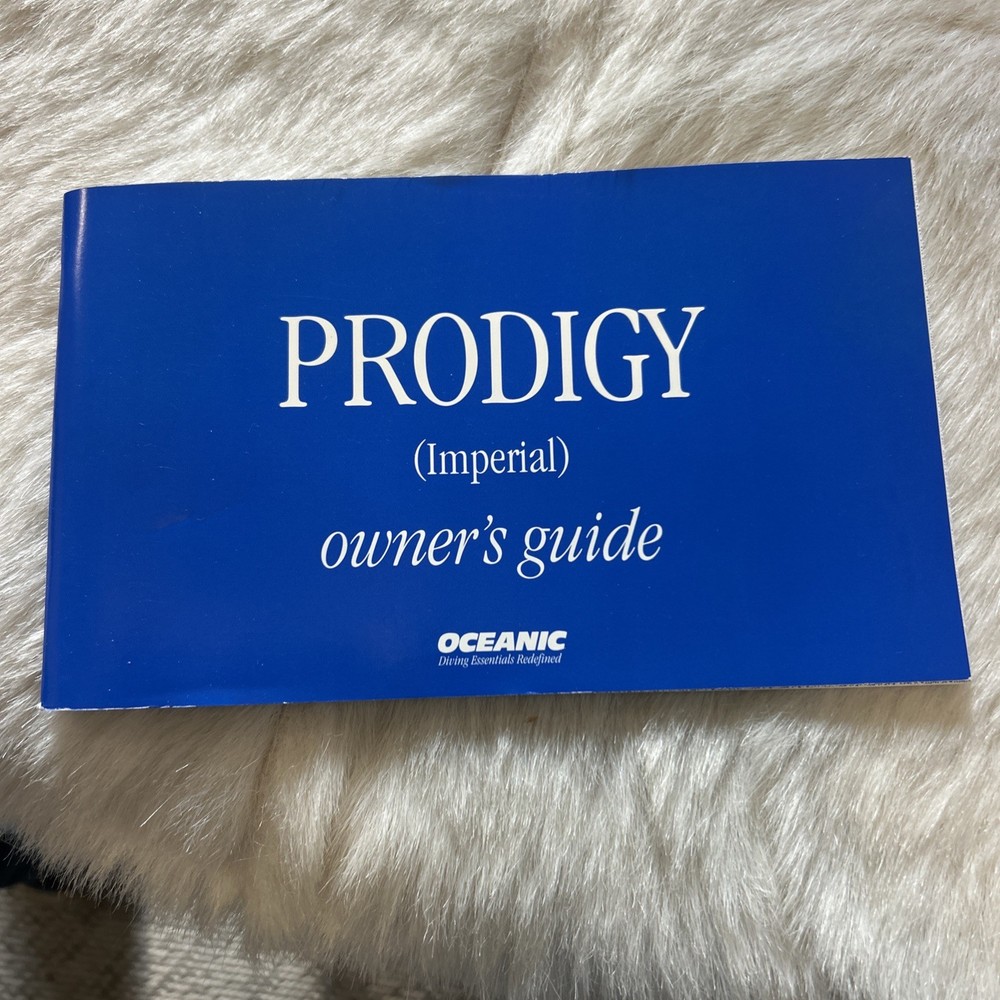 PRODIGY
(Imperial)
owner's guide
OCEANIC
Diving Essentials Redefined